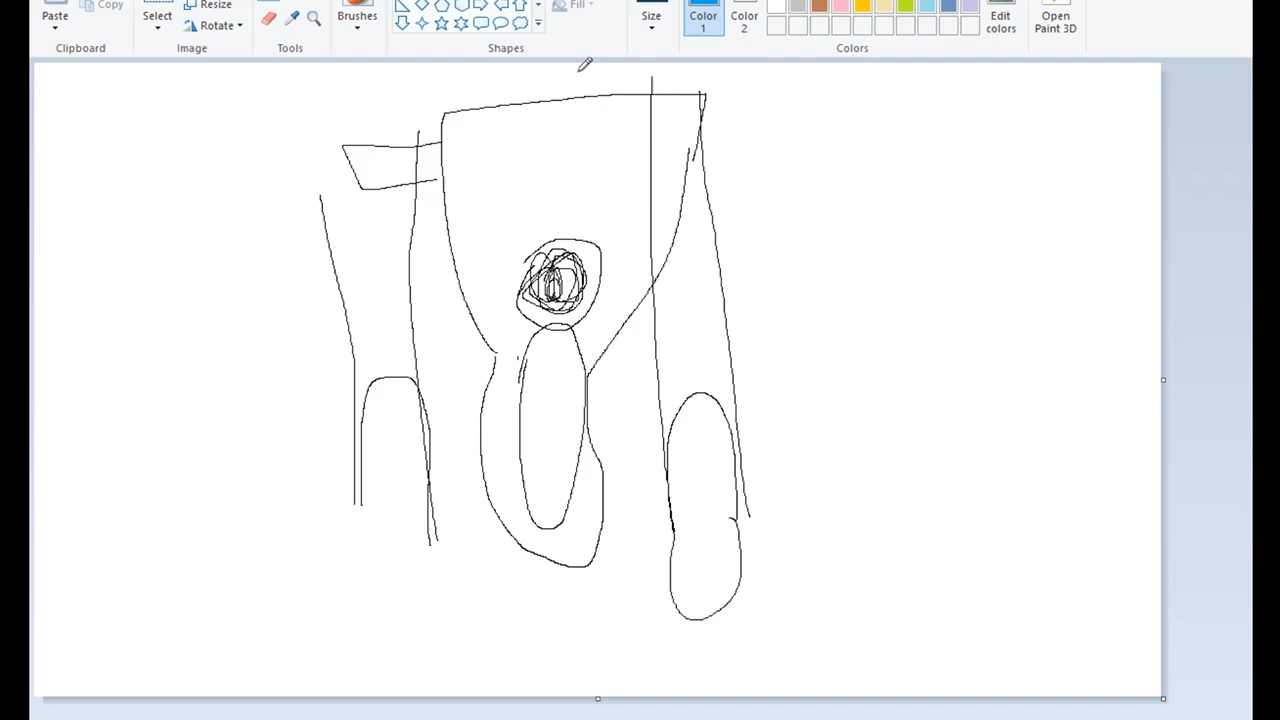 Paste
Copy
Select
Resize
Rotate
Brushes
Fill
Size
Color
1
Color
2
Edit
colors
Open
Paint 3D
Clipboard
Image
Tools
Shapes
Colors